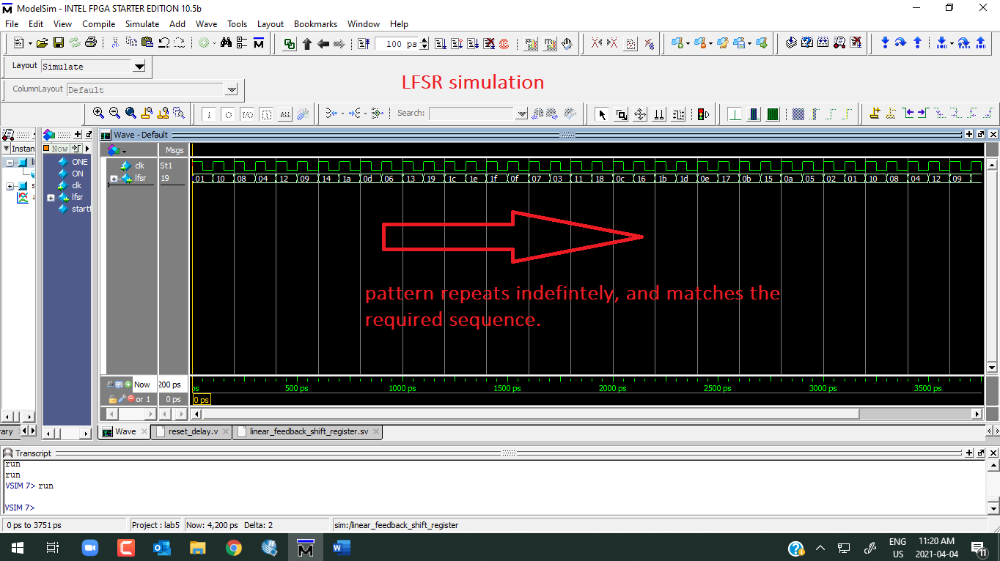 ModelSim - INTEL FPGA STARTER EDITION 10.5b
File Edit View Compile Simulate Add Wave Tools Layout Bookmarks Window Help
100 ps
Layout Simulate
ColumnLayout Default
LFSR simulation
Search:
Instan
Now
ONE
ON
clk
lfsr
Wave - Default
Msgs
clk St1
lfsr 19
01 10 08 04 12 09 14 1a 0d 06 13 19 1c 1e 1f 0f 07 03 11 18 0c 16 1b 1d 0e 17 0b 15 0a 05 02 01 10 08 04 12 09
pattern repeats indefintely, and matches the
required sequence.
Now 200 ps
or 1 0 ps
ps 500 ps 1000 ps 1500 ps 2000 ps 2500 ps 3000 ps 3500 ps
0 ps
rary
Wave reset_delay.v linear_feedback_shift_register.sv
Transcript
run
run
VSIM 7> run
VSIM 7>
0 ps to 3751 ps Project : lab5 Now: 4,200 ps Delta: 2 sim:/linear_feedback_shift_register
ENG
US
11:20 AM
2021-04-04
11